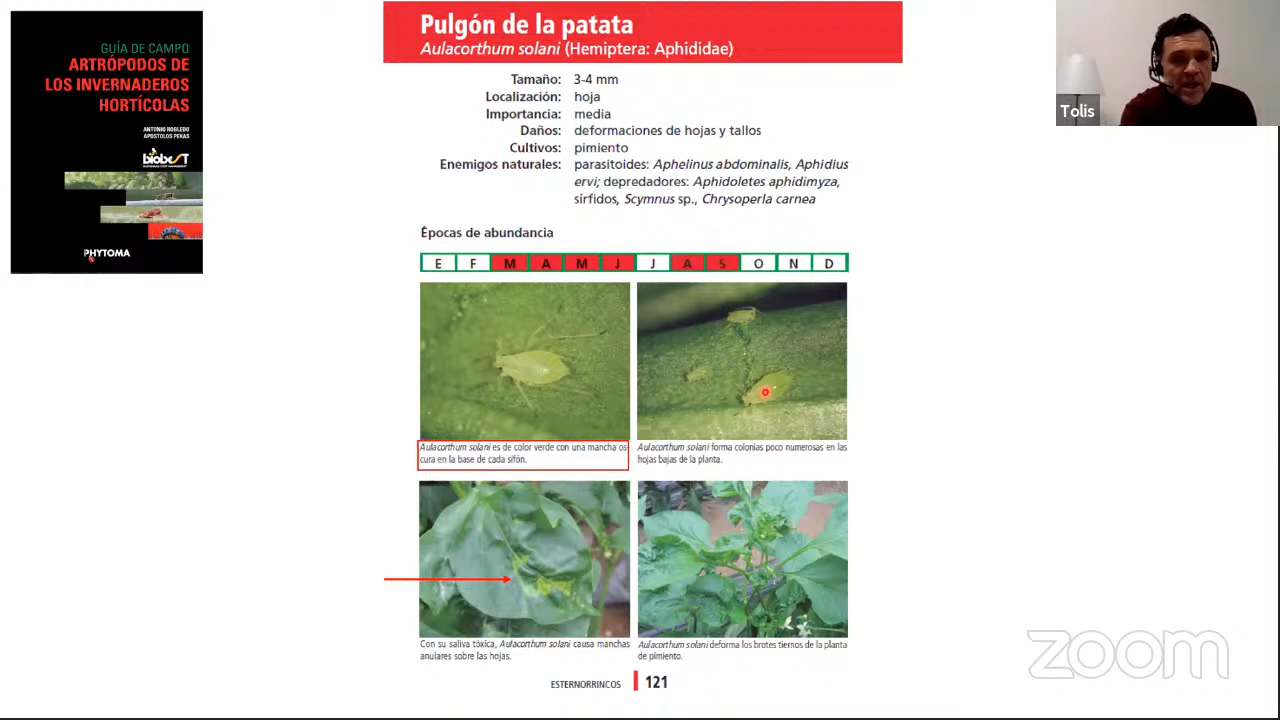 GUÍA DE CAMPO
ARTRÓPODOS DE
LOS INVERNADEROS
HORTÍCOLAS
ANTONIO ROBLEDO
APOSTOLOS PEKAS
biobest
PHYTOMA
Pulgón de la patata
Aulacorthum solani (Hemiptera: Aphididae)
Tamaño: 3-4 mm
Localización: hoja
Importancia: media
Daños: deformaciones de hojas y tallos
Cultivos: pimiento
Enemigos naturales: parasitoides: Aphelinus abdominalis, Aphidius
ervi; depredadores: Aphidoletes aphidimyza,
sírfidos, Scymnus sp., Chrysoperla carnea
Épocas de abundancia
E F M A M J J A S O N D
Aulacorthum solani es de color verde con una mancha os
cura en la base de cada sifón.
Aulacorthum solani forma colonias poco numerosas en las
hojas bajas de la planta.
Con su saliva tóxica, Aulacorthum solani causa manchas
anulares sobre las hojas.
Aulacorthum solani deforma los brotes tiernos de la planta
de pimiento.
ESTERNORRINCOS 121
Tolis
zoom